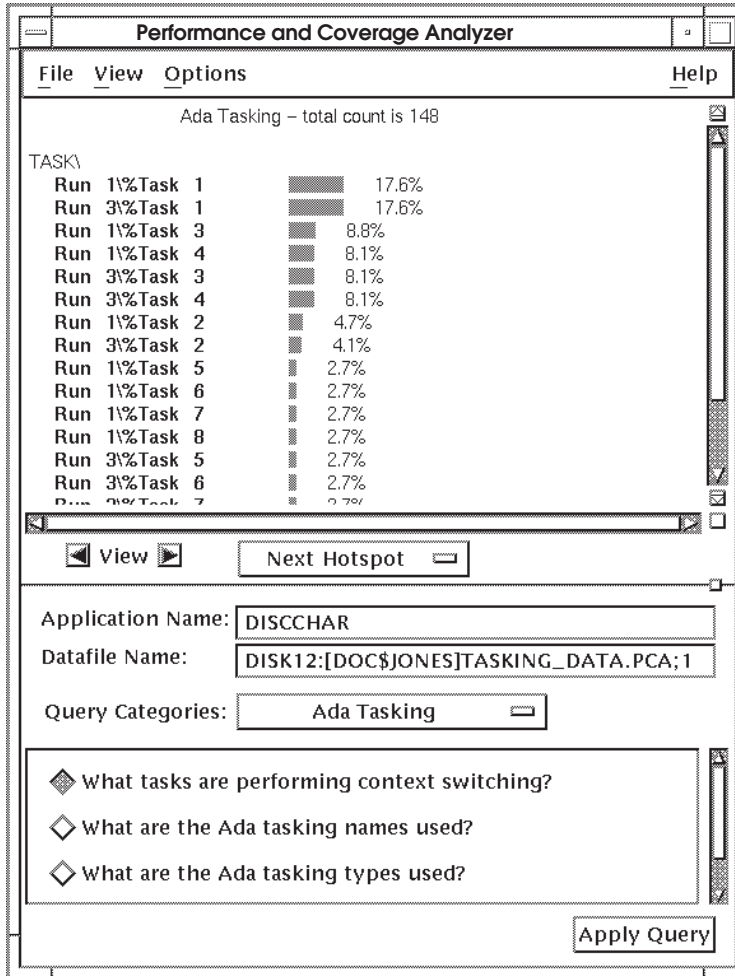 Performance and Coverage Analyzer
File View Options Help
Ada Tasking – total count is 148
TASK\
Run 1\%Task 1 17.6%
Run 3\%Task 1 17.6%
Run 1\%Task 3 8.8%
Run 1\%Task 4 8.1%
Run 3\%Task 3 8.1%
Run 3\%Task 4 8.1%
Run 1\%Task 2 4.7%
Run 3\%Task 2 4.1%
Run 1\%Task 5 2.7%
Run 1\%Task 6 2.7%
Run 1\%Task 7 2.7%
Run 1\%Task 8 2.7%
Run 3\%Task 5 2.7%
Run 3\%Task 6 2.7%
Run 3\%Task 7 2.7%
View Next Hotspot
Application Name: DISCCHAR
Datafile Name: DISK12:[DOC$JONES]TASKING_DATA.PCA;1
Query Categories: Ada Tasking
What tasks are performing context switching?
What are the Ada tasking names used?
What are the Ada tasking types used?
Apply Query